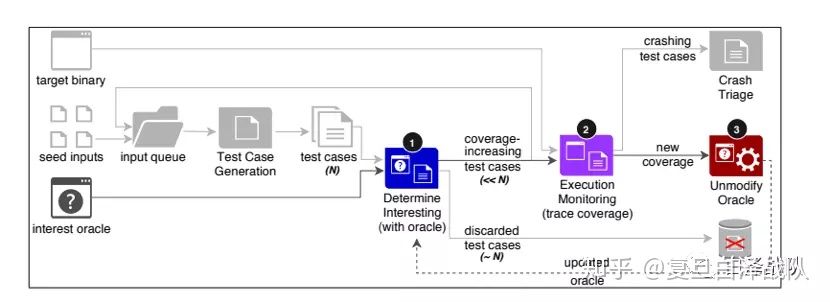 target binary
seed inputs
input queue
Test Case
Generation
test cases
(N)
interest oracle
?
1
?
Determine
Interesting
(with oracle)
coverage-
increasing
test cases
(<< N)
discarded
test cases
(~ N)
2
Execution
Monitoring
(trace coverage)
crashing
test cases
Crash
Triage
new
coverage
3
?
Unmodify
Oracle
updated
oracle
知乎 @复旦白泽战队